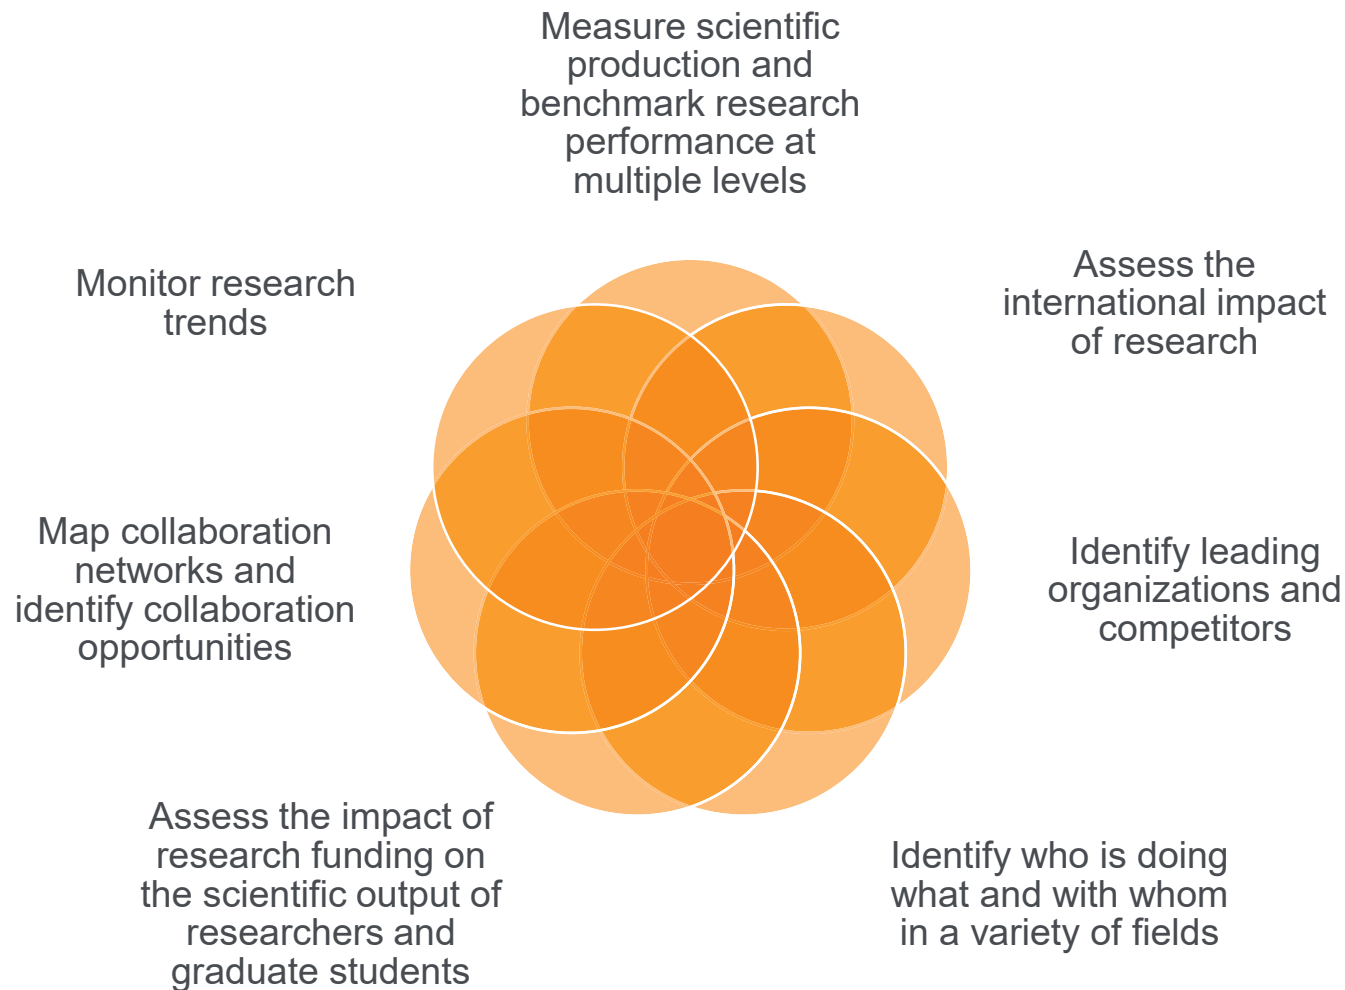 Measure scientific
production and
benchmark research
performance at
multiple levels
Assess the
international impact
of research
Identify leading
organizations and
competitors
Identify who is doing
what and with whom
in a variety of fields
Assess the impact of
research funding on
the scientific output of
researchers and
graduate students
Map collaboration
networks and
identify collaboration
opportunities
Monitor research
trends